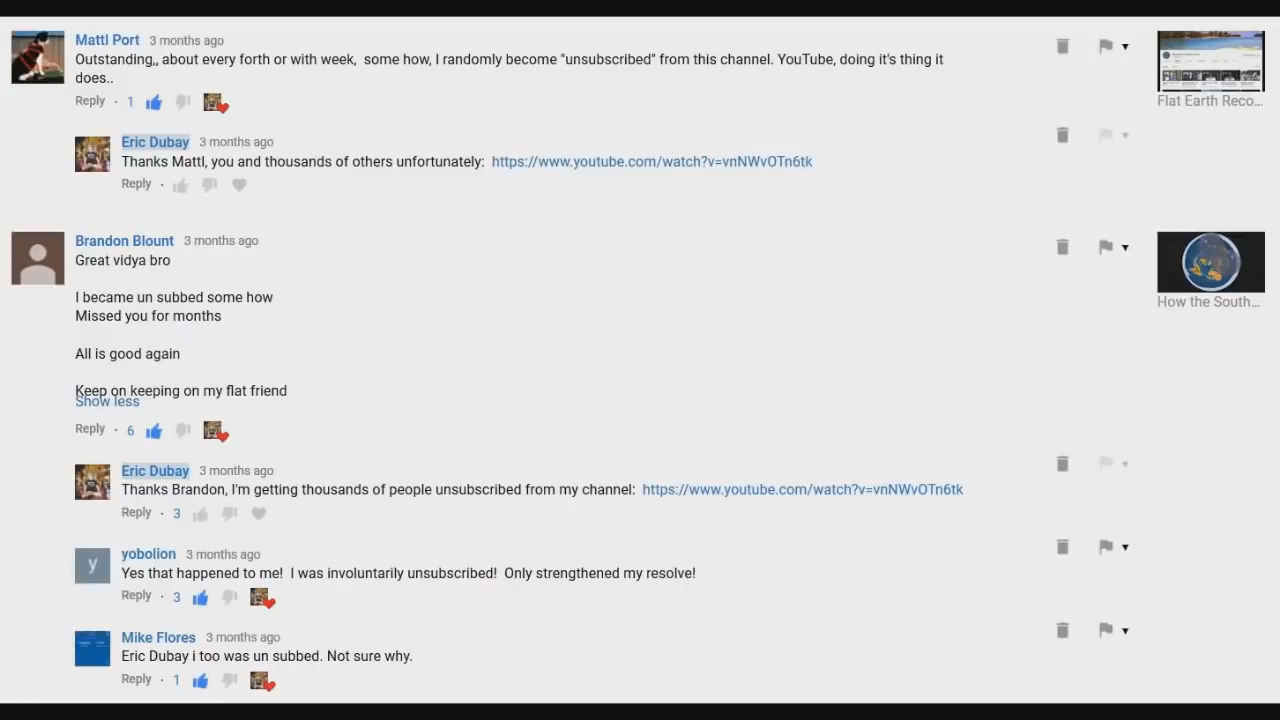 Mattl Port 3 months ago
Outstanding,, about every forth or with week, some how, I randomly become "unsubscribed" from this channel. YouTube, doing it's thing it
does..
Reply · 1
Flat Earth Reco...
Eric Dubay 3 months ago
Thanks Mattl, you and thousands of others unfortunately: https://www.youtube.com/watch?v=vnNWvOTn6tk
Reply ·
Brandon Blount 3 months ago
Great vidya bro
I became un subbed some how
Missed you for months
All is good again
Keep on keeping on my flat friend
Show less
Reply · 6
How the South...
Eric Dubay 3 months ago
Thanks Brandon, I'm getting thousands of people unsubscribed from my channel: https://www.youtube.com/watch?v=vnNWvOTn6tk
Reply · 3
y
yobolion 3 months ago
Yes that happened to me! I was involuntarily unsubscribed! Only strengthened my resolve!
Reply · 3
Mike Flores 3 months ago
Eric Dubay i too was un subbed. Not sure why.
Reply · 1